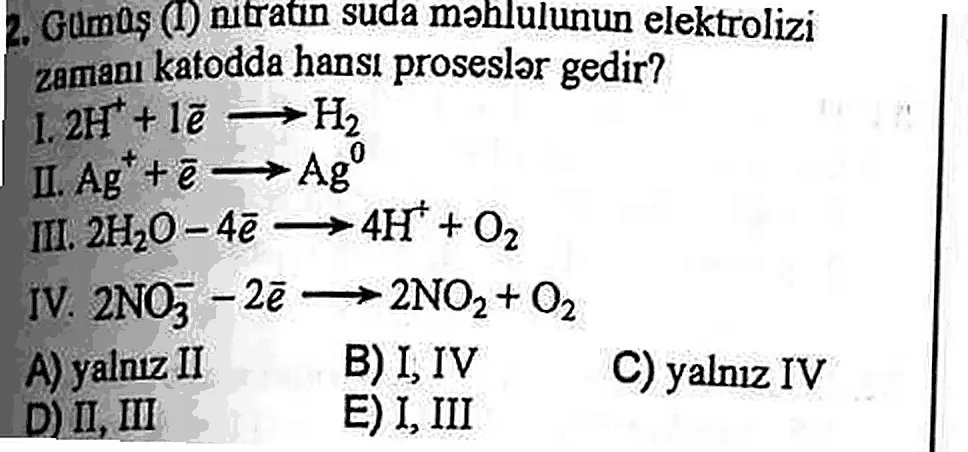 2. Gümüş (I) nitratın suda məhlulunun elektrolizi
zamanı katodda hansı proseslər gedir?
I. 2H⁺ + 1ē ⟶ H₂
II. Ag⁺ + ē ⟶ Ag⁰
III. 2H₂O – 4ē ⟶ 4H⁺ + O₂
IV. 2NO₃⁻ – 2ē ⟶ 2NO₂ + O₂
A) yalnız II B) I, IV C) yalnız IV
D) II, III E) I, III